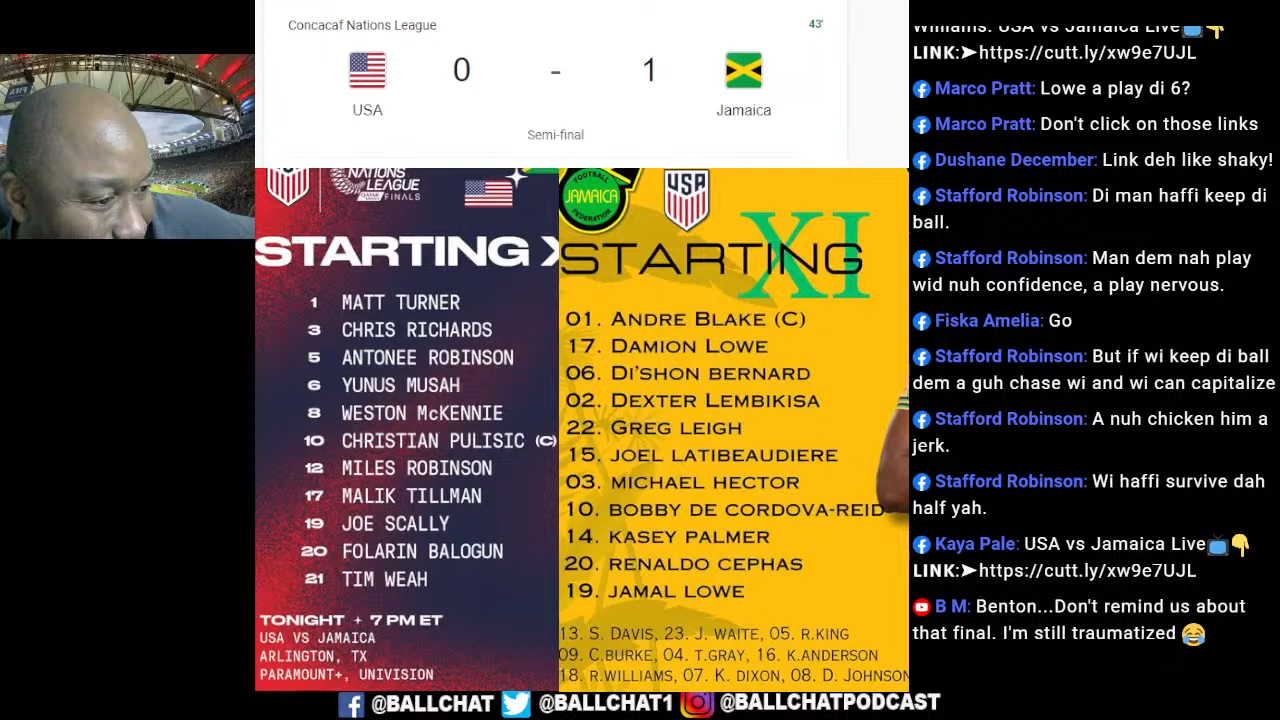 Concacaf Nations League
43'
0 - 1
USA
Jamaica
Semi-final
NATIONS
LEAGUE
FINALS
STARTING X
1 MATT TURNER
3 CHRIS RICHARDS
5 ANTONEE ROBINSON
6 YUNUS MUSAH
8 WESTON McKENNIE
10 CHRISTIAN PULISIC (C)
12 MILES ROBINSON
17 MALIK TILLMAN
19 JOE SCALLY
20 FOLARIN BALOGUN
21 TIM WEAH
TONIGHT + 7 PM ET
USA VS JAMAICA
ARLINGTON, TX
PARAMOUNT+, UNIVISION
FOOTBALL
JAMAICA
FEDERATION
USA
STARTING
XI
01. ANDRE BLAKE (C)
17. DAMION LOWE
06. DI'SHON BERNARD
02. DEXTER LEMBIKISA
22. GREG LEIGH
15. JOEL LATIBEAUDIERE
03. MICHAEL HECTOR
10. BOBBY DE CORDOVA-REID
14. KASEY PALMER
20. RENALDO CEPHAS
19. JAMAL LOWE
13. S. DAVIS, 23. J. WAITE, 05. R.KING
09. C.BURKE, 04. T.GRAY, 16. K.ANDERSON
18. R.WILLIAMS, 07. K. DIXON, 08. D. JOHNSON
Williams: USA vs Jamaica Live📺👇
LINK:➤https://cutt.ly/xw9e7UJL
Marco Pratt: Lowe a play di 6?
Marco Pratt: Don't click on those links
Dushane December: Link deh like shaky!
Stafford Robinson: Di man haffi keep di
ball.
Stafford Robinson: Man dem nah play
wid nuh confidence, a play nervous.
Fiska Amelia: Go
Stafford Robinson: But if wi keep di ball
dem a guh chase wi and wi can capitalize
Stafford Robinson: A nuh chicken him a
jerk.
Stafford Robinson: Wi haffi survive dah
half yah.
Kaya Pale: USA vs Jamaica Live📺👇
LINK:➤https://cutt.ly/xw9e7UJL
B M: Benton...Don't remind us about
that final. I'm still traumatized 😂
@BALLCHAT @BALLCHAT1 @BALLCHATPODCAST